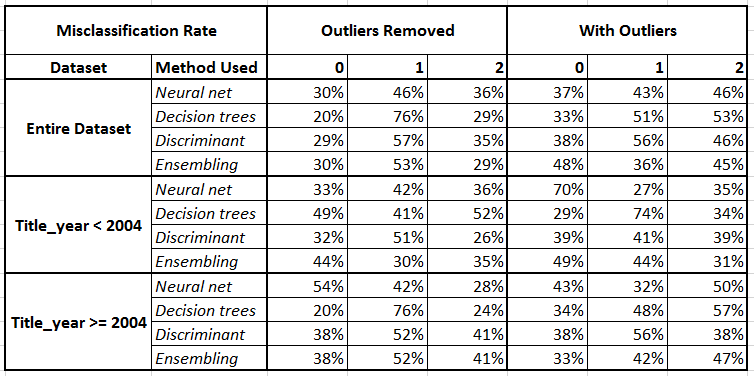 Misclassification Rate Outliers Removed With Outliers
Dataset Method Used 0 1 2 0 1 2
Entire Dataset
Neural net 30% 46% 36% 37% 43% 46%
Decision trees 20% 76% 29% 33% 51% 53%
Discriminant 29% 57% 35% 38% 56% 46%
Ensembling 30% 53% 29% 48% 36% 45%
Title_year < 2004
Neural net 33% 42% 36% 70% 27% 35%
Decision trees 49% 41% 52% 29% 74% 34%
Discriminant 32% 51% 26% 39% 41% 39%
Ensembling 44% 30% 35% 49% 44% 31%
Title_year >= 2004
Neural net 54% 42% 28% 43% 32% 50%
Decision trees 20% 76% 24% 34% 48% 57%
Discriminant 38% 52% 41% 38% 56% 38%
Ensembling 38% 52% 41% 33% 42% 47%